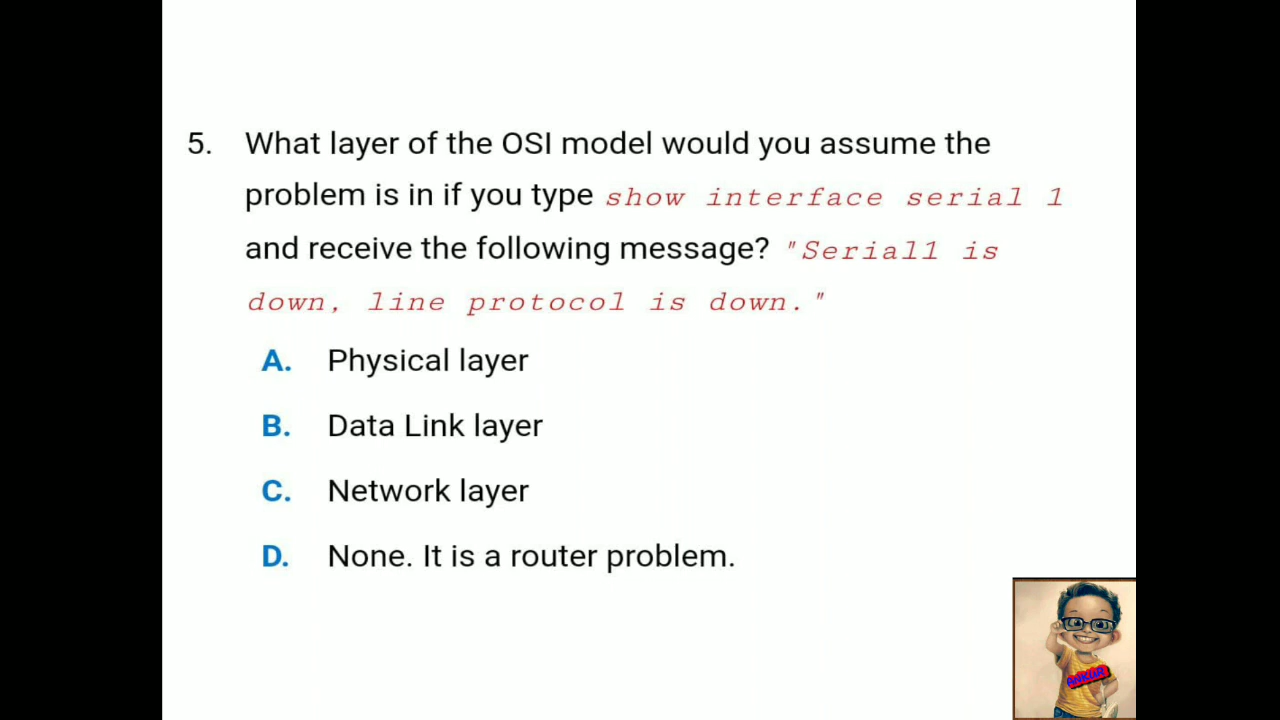 5. What layer of the OSI model would you assume the
problem is in if you type show interface serial 1
and receive the following message? "Serial1 is
down, line protocol is down."
A. Physical layer
B. Data Link layer
C. Network layer
D. None. It is a router problem.
ANKUR